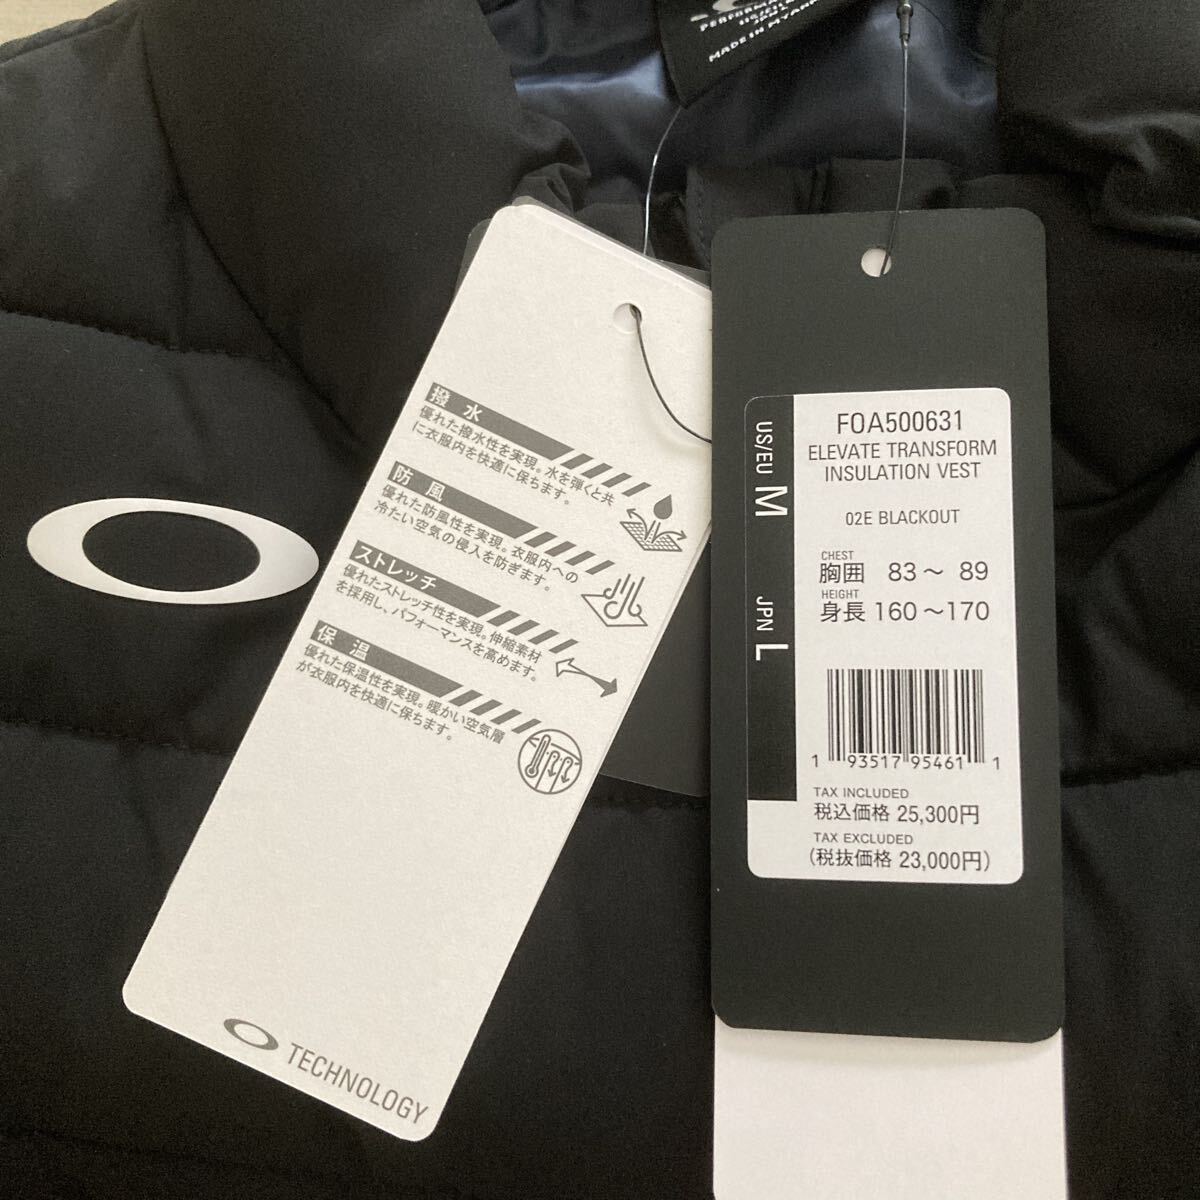 MADE IN MYANM
撥水
優れた撥水性を実現。水を弾くと共
に衣服内を快適に保ちます。
防風
優れた防風性を実現。衣服内への
冷たい空気の侵入を防ぎます。
ストレッチ
優れたストレッチ性を実現。伸縮素材
を採用し、パフォーマンスを高めます。
保温
優れた保温性を実現。暖かい空気層
が衣服内を快適に保ちます。
TECHNOLOGY
US/EU M
JPN L
FOA500631
ELEVATE TRANSFORM
INSULATION VEST
02E BLACKOUT
CHEST
胸囲 83～ 89
HEIGHT
身長 160～170
1 93517 95461 1
TAX INCLUDED
税込価格 25,300円
TAX EXCLUDED
(税抜価格 23,000円)